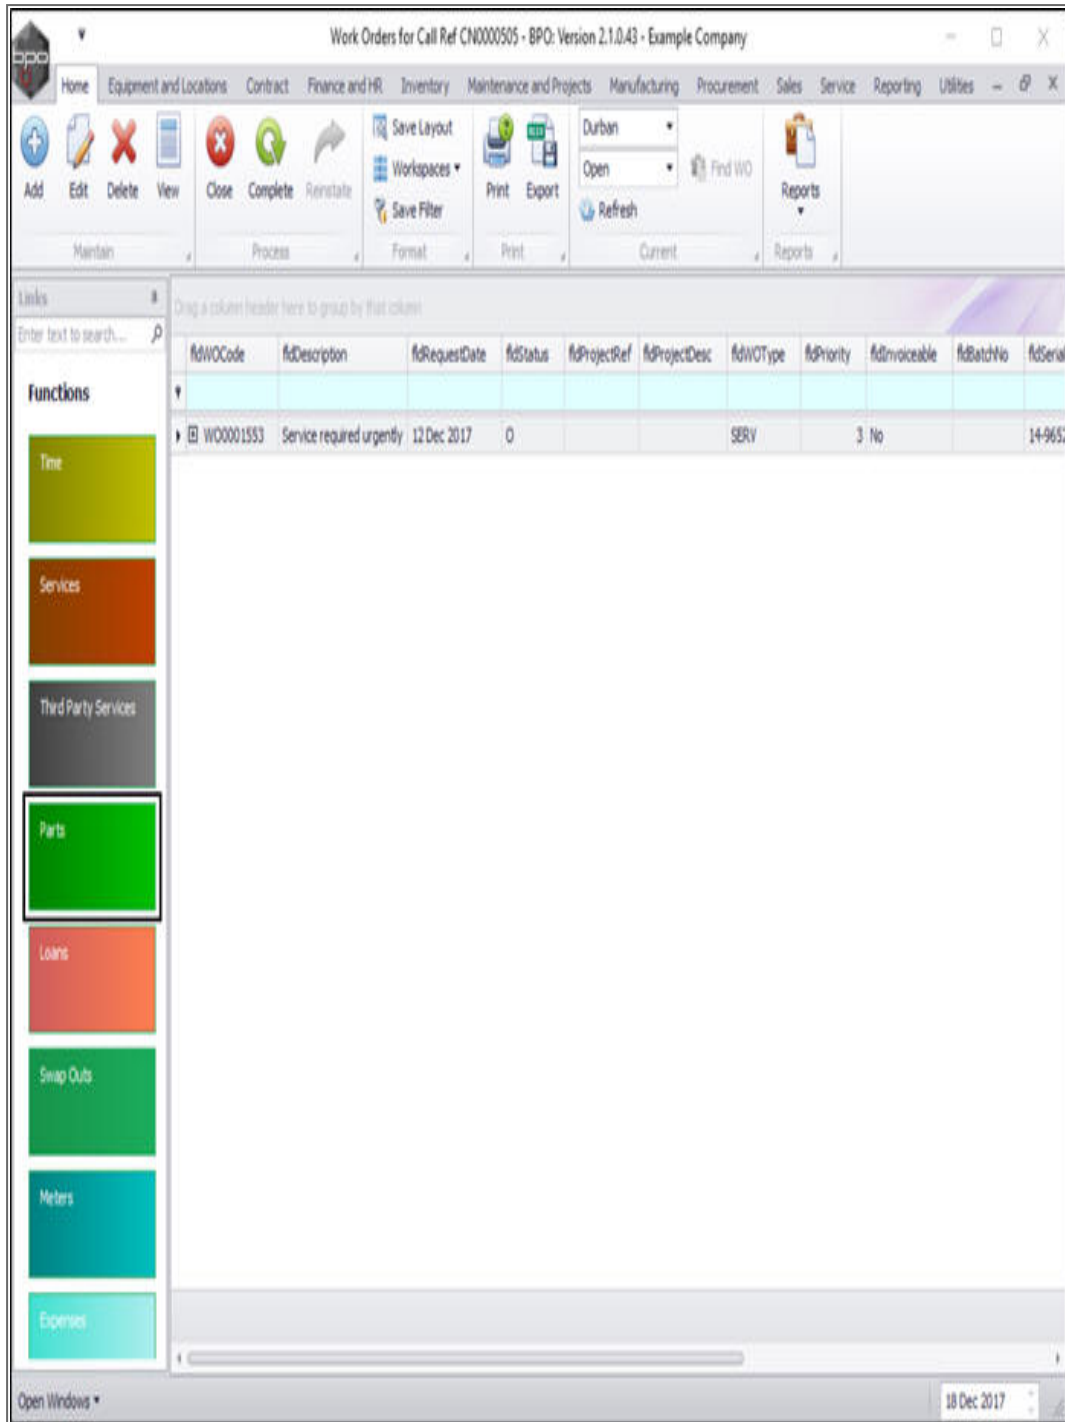 Work Orders for Call Ref CN0000505 - BPO: Version 2.1.0.43 - Example Company
bpo
Home Equipment and Locations Contract Finance and HR Inventory Maintenance and Projects Manufacturing Procurement Sales Service Reporting Utilities
Save Layout
Durban
Workspaces
Open
Find WO
Add Edit Delete View Close Complete Reinstate
Print Export
Reports
Save Filter
Refresh
Maintain Process Format Print Current Reports
Links
Enter text to search...
Drag a column header here to group by that column
fldWOCode fldDescription fldRequestDate fldStatus fldProjectRef fldProjectDesc fldWOType fldPriority fldInvoiceable fldBatchNo fldSerial
WO0001553 Service required urgently 12 Dec 2017 O SERV 3 No 14-9652
Functions
Time
Services
Third Party Services
Parts
Loans
Swap Outs
Meters
Expenses
Open Windows
18 Dec 2017